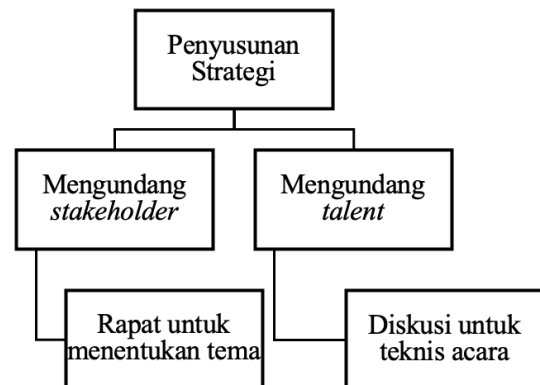 Penyusunan
Strategi
Mengundang
stakeholder
Mengundang
talent
Rapat untuk
menentukan tema
Diskusi untuk
teknis acara